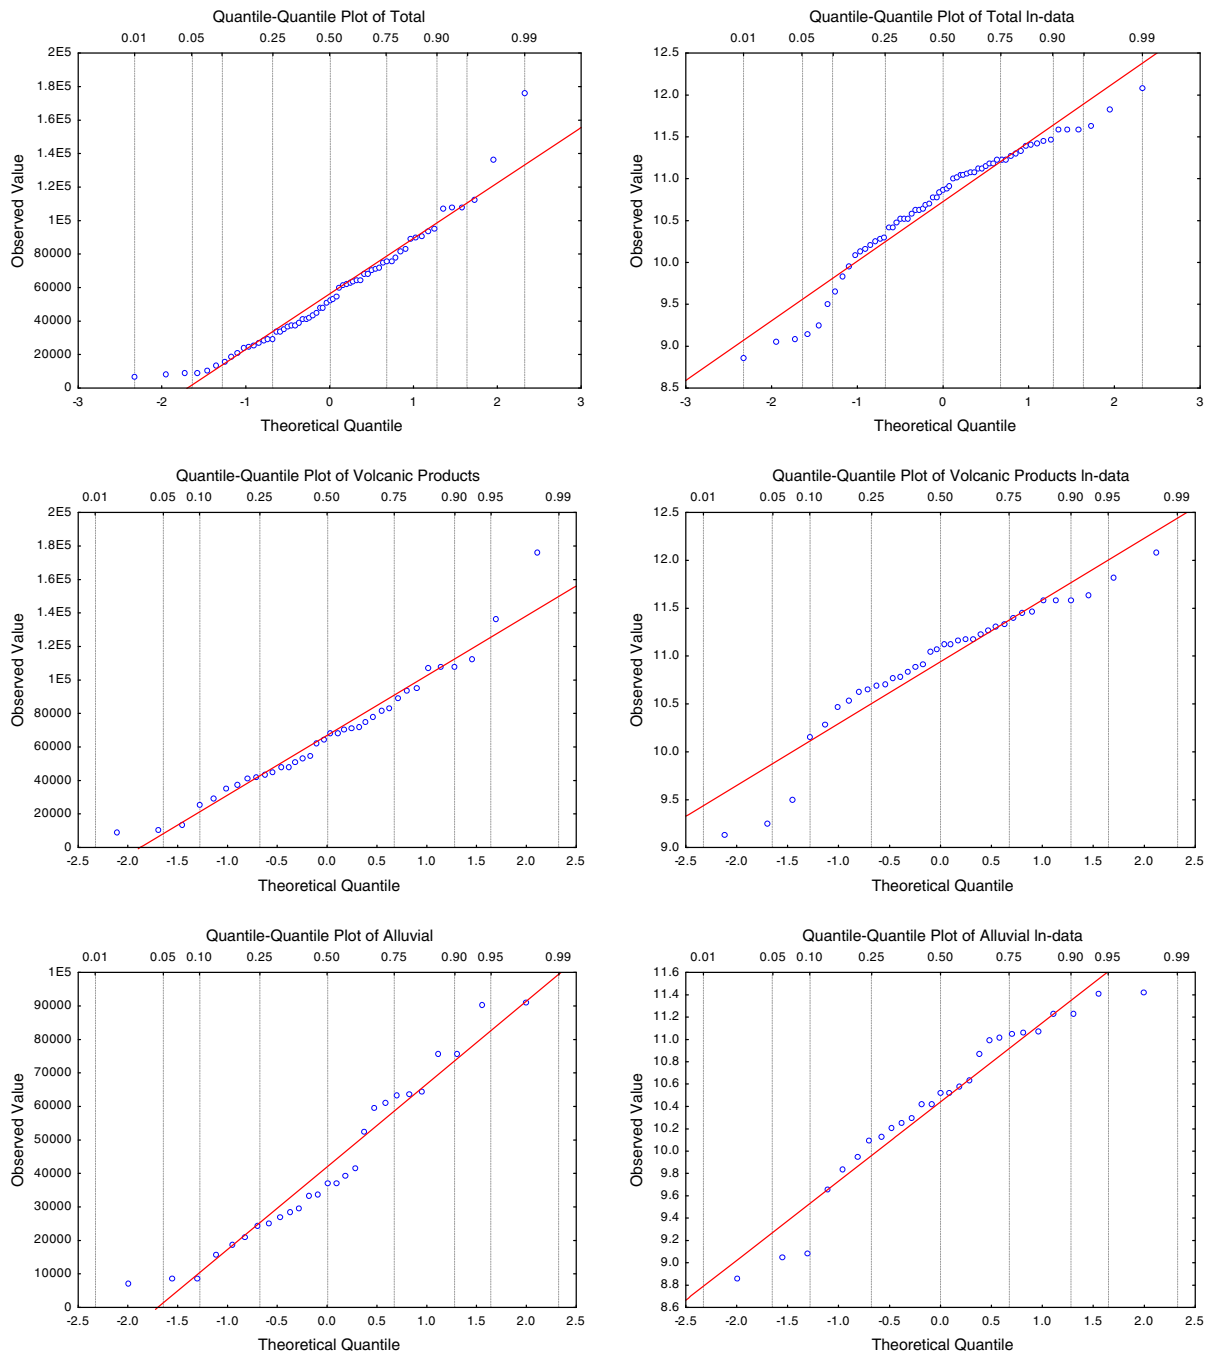 Quantile-Quantile Plot of Total
0.01 0.05 0.25 0.50 0.75 0.90 0.99
2E5
1.8E5
1.6E5
1.4E5
1.2E5
1E5
80000
60000
40000
20000
0
Observed Value
-3 -2 -1 0 1 2 3
Theoretical Quantile
Quantile-Quantile Plot of Total ln-data
0.01 0.05 0.25 0.50 0.75 0.90 0.99
12.5
12.0
11.5
11.0
10.5
10.0
9.5
9.0
8.5
Observed Value
-3 -2 -1 0 1 2 3
Theoretical Quantile
Quantile-Quantile Plot of Volcanic Products
0.01 0.05 0.10 0.25 0.50 0.75 0.90 0.95 0.99
2E5
1.8E5
1.6E5
1.4E5
1.2E5
1E5
80000
60000
40000
20000
0
Observed Value
-2.5 -2.0 -1.5 -1.0 -0.5 0.0 0.5 1.0 1.5 2.0 2.5
Theoretical Quantile
Quantile-Quantile Plot of Volcanic Products ln-data
0.01 0.05 0.10 0.25 0.50 0.75 0.90 0.95 0.99
12.5
12.0
11.5
11.0
10.5
10.0
9.5
9.0
Observed Value
-2.5 -2.0 -1.5 -1.0 -0.5 0.0 0.5 1.0 1.5 2.0 2.5
Theoretical Quantile
Quantile-Quantile Plot of Alluvial
0.01 0.05 0.10 0.25 0.50 0.75 0.90 0.95 0.99
1E5
90000
80000
70000
60000
50000
40000
30000
20000
10000
0
Observed Value
-2.5 -2.0 -1.5 -1.0 -0.5 0.0 0.5 1.0 1.5 2.0 2.5
Theoretical Quantile
Quantile-Quantile Plot of Alluvial ln-data
0.01 0.05 0.10 0.25 0.50 0.75 0.90 0.95 0.99
11.6
11.4
11.2
11.0
10.8
10.6
10.4
10.2
10.0
9.8
9.6
9.4
9.2
9.0
8.8
8.6
Observed Value
-2.5 -2.0 -1.5 -1.0 -0.5 0.0 0.5 1.0 1.5 2.0 2.5
Theoretical Quantile